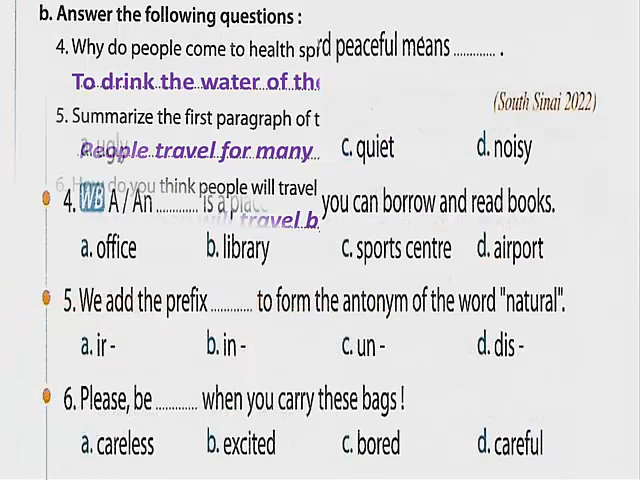 b. Answer the following questions :
4. Why do people come to health sp
rd peaceful means ............ .
To drink the water of the
(South Sinai 2022)
5. Summarize the first paragraph of t
a. ugly
People travel for many
c. quiet d. noisy
6. How do you think people will travel
4. WB A / An ............ is a place you can borrow and read books.
will travel b
a. office b. library c. sports centre d. airport
5. We add the prefix ............ to form the antonym of the word "natural".
a. ir - b. in - c. un - d. dis -
6. Please, be ............ when you carry these bags !
a. careless b. excited c. bored d. careful